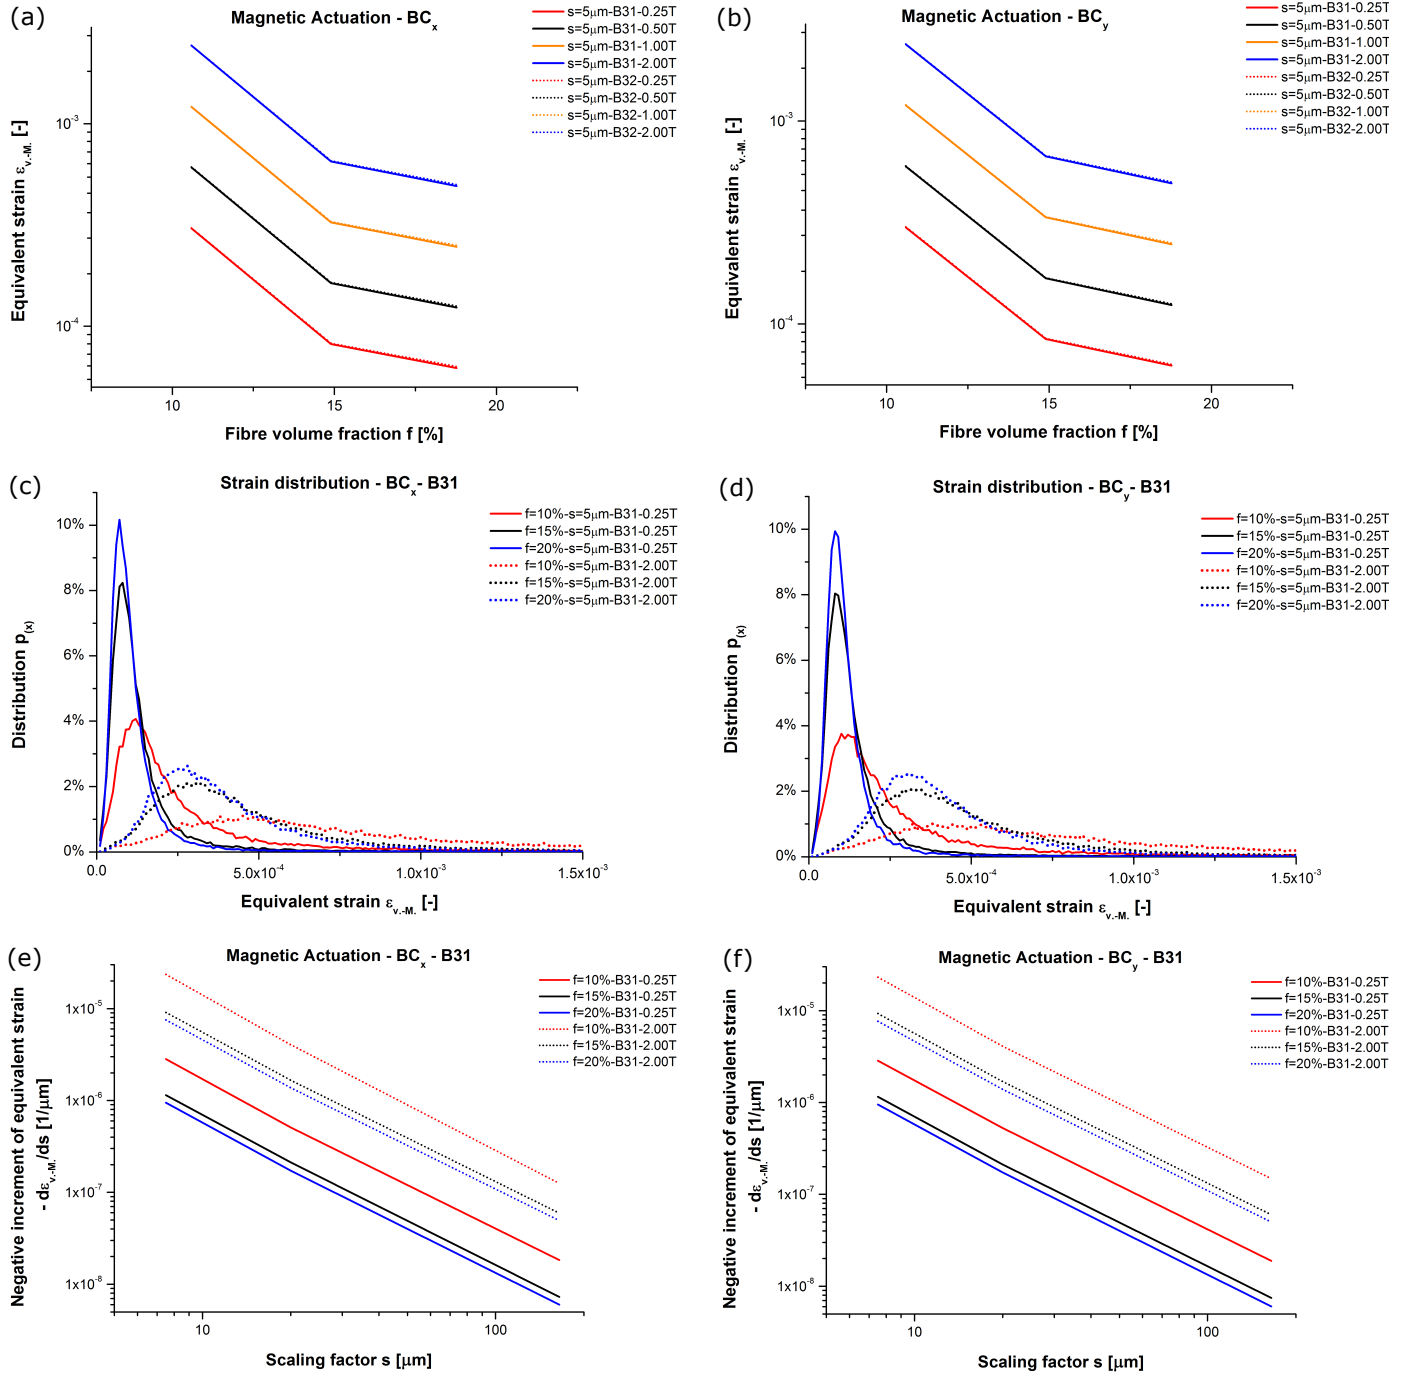 (a)
Magnetic Actuation - BCx
s=5μm-B31-0.25T
s=5μm-B31-0.50T
s=5μm-B31-1.00T
s=5μm-B31-2.00T
s=5μm-B32-0.25T
s=5μm-B32-0.50T
s=5μm-B32-1.00T
s=5μm-B32-2.00T
Equivalent strain εv.-M. [-]
10⁻³
10⁻⁴
10
15
20
Fibre volume fraction f [%]
(b)
Magnetic Actuation - BCy
s=5μm-B31-0.25T
s=5μm-B31-0.50T
s=5μm-B31-1.00T
s=5μm-B31-2.00T
s=5μm-B32-0.25T
s=5μm-B32-0.50T
s=5μm-B32-1.00T
s=5μm-B32-2.00T
Equivalent strain εv.-M. [-]
10⁻³
10⁻⁴
10
15
20
Fibre volume fraction f [%]
(c)
Strain distribution - BCx- B31
f=10%-s=5μm-B31-0.25T
f=15%-s=5μm-B31-0.25T
f=20%-s=5μm-B31-0.25T
f=10%-s=5μm-B31-2.00T
f=15%-s=5μm-B31-2.00T
f=20%-s=5μm-B31-2.00T
Distribution p(x)
10%
8%
6%
4%
2%
0%
0.0
5.0x10⁻⁴
1.0x10⁻³
1.5x10⁻³
Equivalent strain εv.-M. [-]
(d)
Strain distribution - BCy- B31
f=10%-s=5μm-B31-0.25T
f=15%-s=5μm-B31-0.25T
f=20%-s=5μm-B31-0.25T
f=10%-s=5μm-B31-2.00T
f=15%-s=5μm-B31-2.00T
f=20%-s=5μm-B31-2.00T
Distribution p(x)
10%
8%
6%
4%
2%
0%
0.0
5.0x10⁻⁴
1.0x10⁻³
1.5x10⁻³
Equivalent strain εv.-M. [-]
(e)
Magnetic Actuation - BCx - B31
f=10%-B31-0.25T
f=15%-B31-0.25T
f=20%-B31-0.25T
f=10%-B31-2.00T
f=15%-B31-2.00T
f=20%-B31-2.00T
Negative increment of equivalent strain
- dεv.-M./ds [1/μm]
1x10⁻⁵
1x10⁻⁶
1x10⁻⁷
1x10⁻⁸
10
100
Scaling factor s [μm]
(f)
Magnetic Actuation - BCy - B31
f=10%-B31-0.25T
f=15%-B31-0.25T
f=20%-B31-0.25T
f=10%-B31-2.00T
f=15%-B31-2.00T
f=20%-B31-2.00T
Negative increment of equivalent strain
- dεv.-M./ds [1/μm]
1x10⁻⁵
1x10⁻⁶
1x10⁻⁷
1x10⁻⁸
10
100
Scaling factor s [μm]